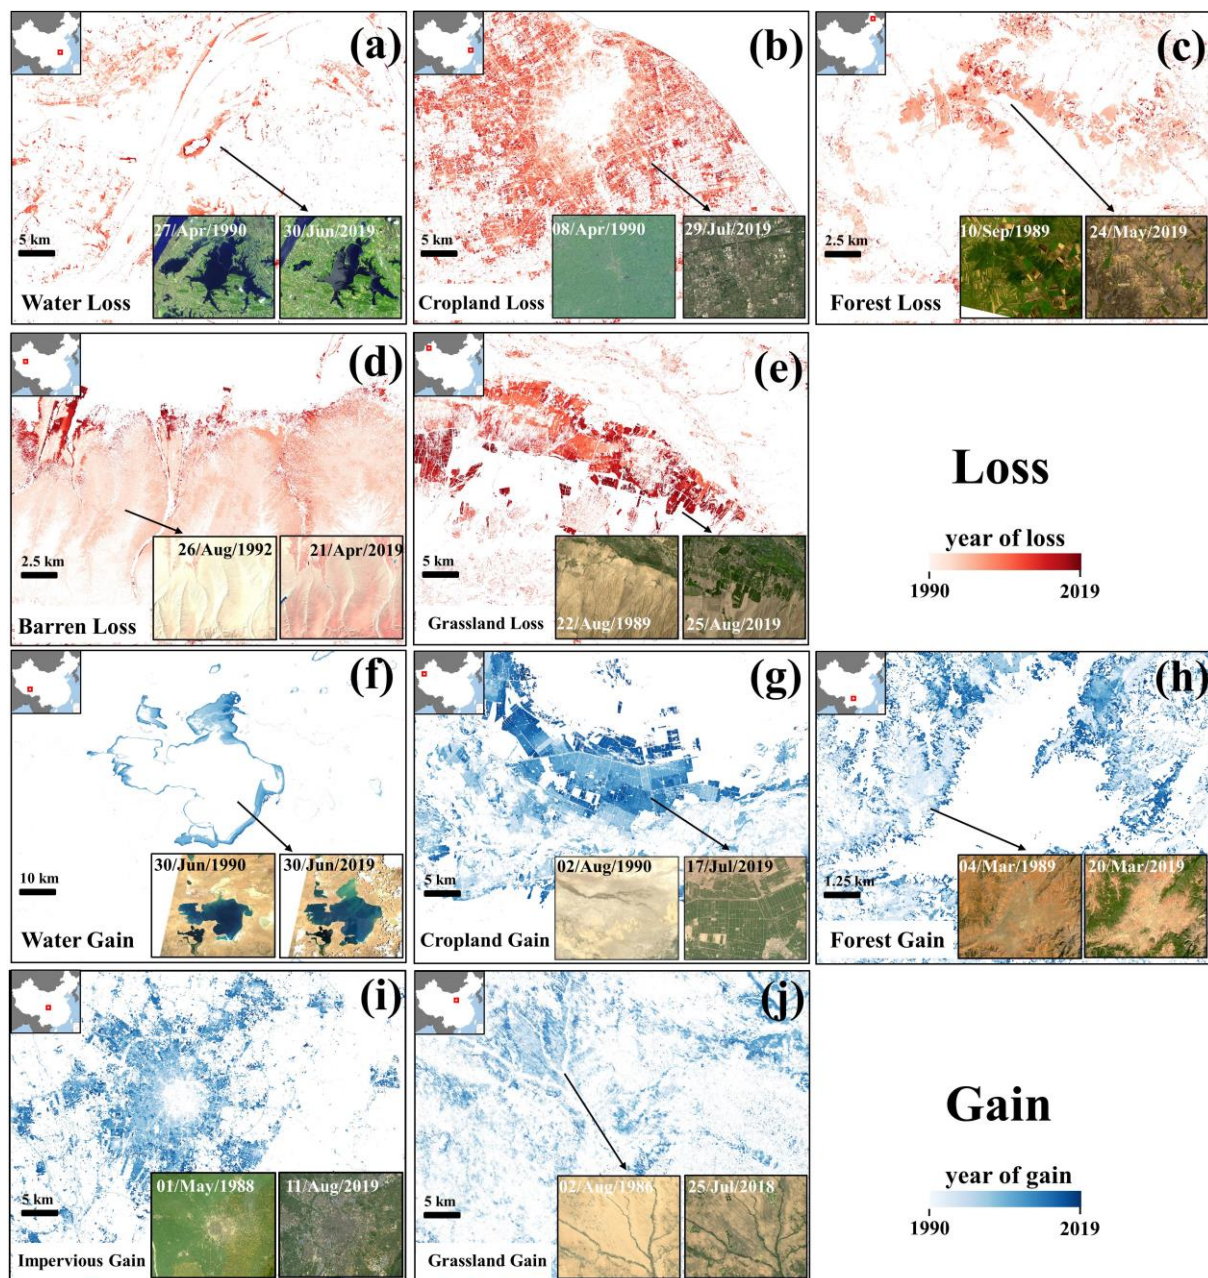 (a)
27/Apr/1990
30/Jun/2019
5 km
Water Loss
(b)
08/Apr/1990
29/Jul/2019
5 km
Cropland Loss
(c)
10/Sep/1989
24/May/2019
2.5 km
Forest Loss
(d)
26/Aug/1992
21/Apr/2019
2.5 km
Barren Loss
(e)
5 km
22/Aug/1989
25/Aug/2019
Grassland Loss
Loss
year of loss
1990
2019
(f)
30/Jun/1990
30/Jun/2019
10 km
Water Gain
(g)
02/Aug/1990
17/Jul/2019
5 km
Cropland Gain
(h)
04/Mar/1989
20/Mar/2019
1.25 km
Forest Gain
(i)
01/May/1988
11/Aug/2019
5 km
Impervious Gain
(j)
02/Aug/1986
25/Jul/2018
5 km
Grassland Gain
Gain
year of gain
1990
2019